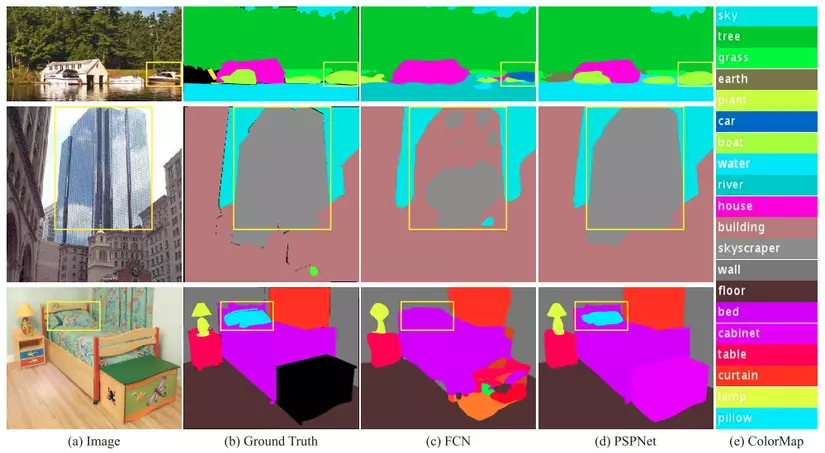 sky
tree
grass
earth
plant
car
boat
water
river
house
building
skyscraper
wall
floor
bed
cabinet
table
curtain
lamp
pillow
(a) Image
(b) Ground Truth
(c) FCN
(d) PSPNet
(e) ColorMap